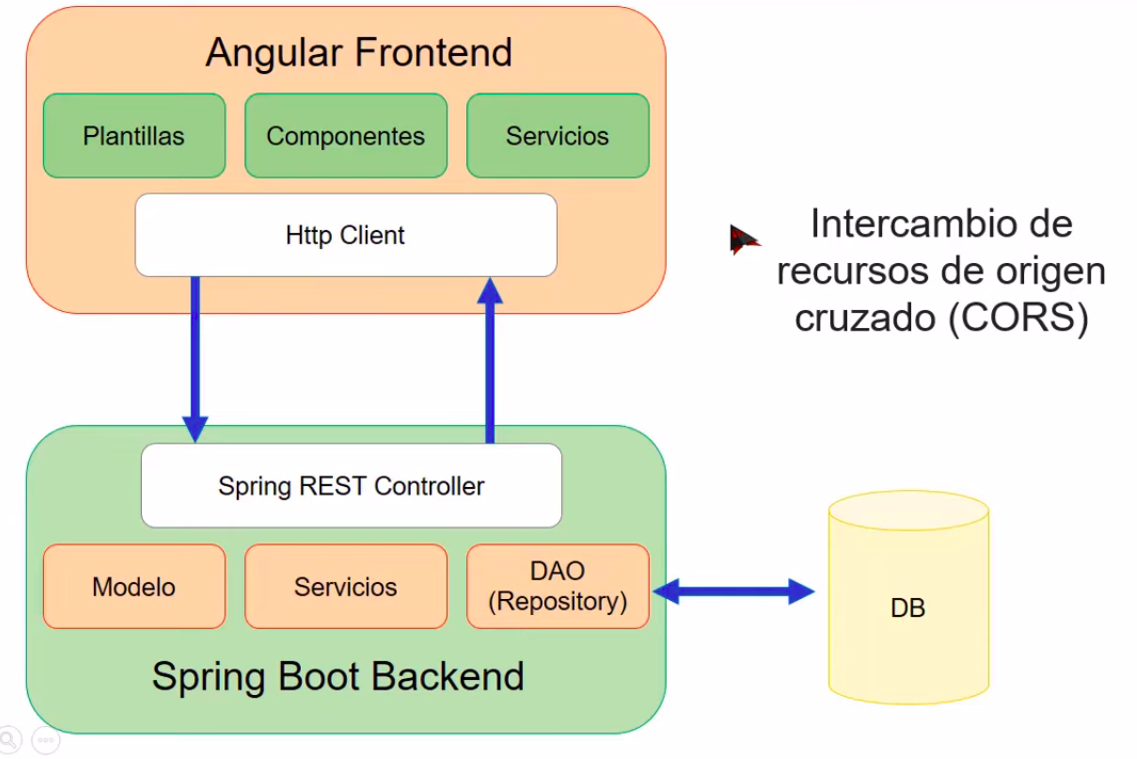 Angular Frontend
Plantillas
Componentes
Servicios
Http Client
Intercambio de
recursos de origen
cruzado (CORS)
Spring REST Controller
Modelo
Servicios
DAO
(Repository)
DB
Spring Boot Backend